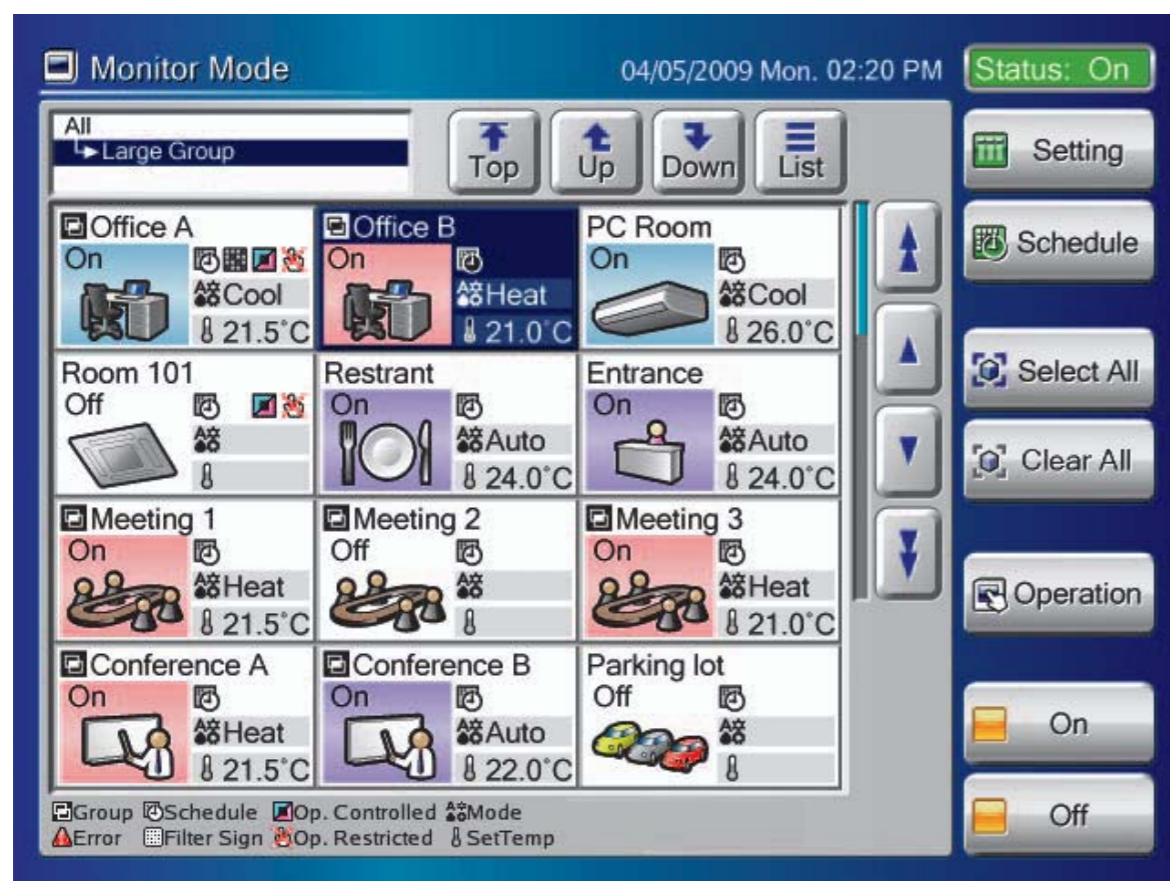 Monitor Mode 04/05/2009 Mon. 02:20 PM Status: On
All
Large Group
Top Up Down List
Setting
Schedule
Select All
Clear All
Operation
On
Off
Office A
On
Cool
21.5°C
Office B
On
Heat
21.0°C
PC Room
On
Cool
26.0°C
Room 101
Off
Restrant
On
Auto
24.0°C
Entrance
On
Auto
24.0°C
Meeting 1
On
Heat
21.5°C
Meeting 2
Off
Meeting 3
On
Heat
21.0°C
Conference A
On
Heat
21.5°C
Conference B
On
Auto
22.0°C
Parking lot
Off
Group Schedule Op. Controlled Mode
Error Filter Sign Op. Restricted SetTemp